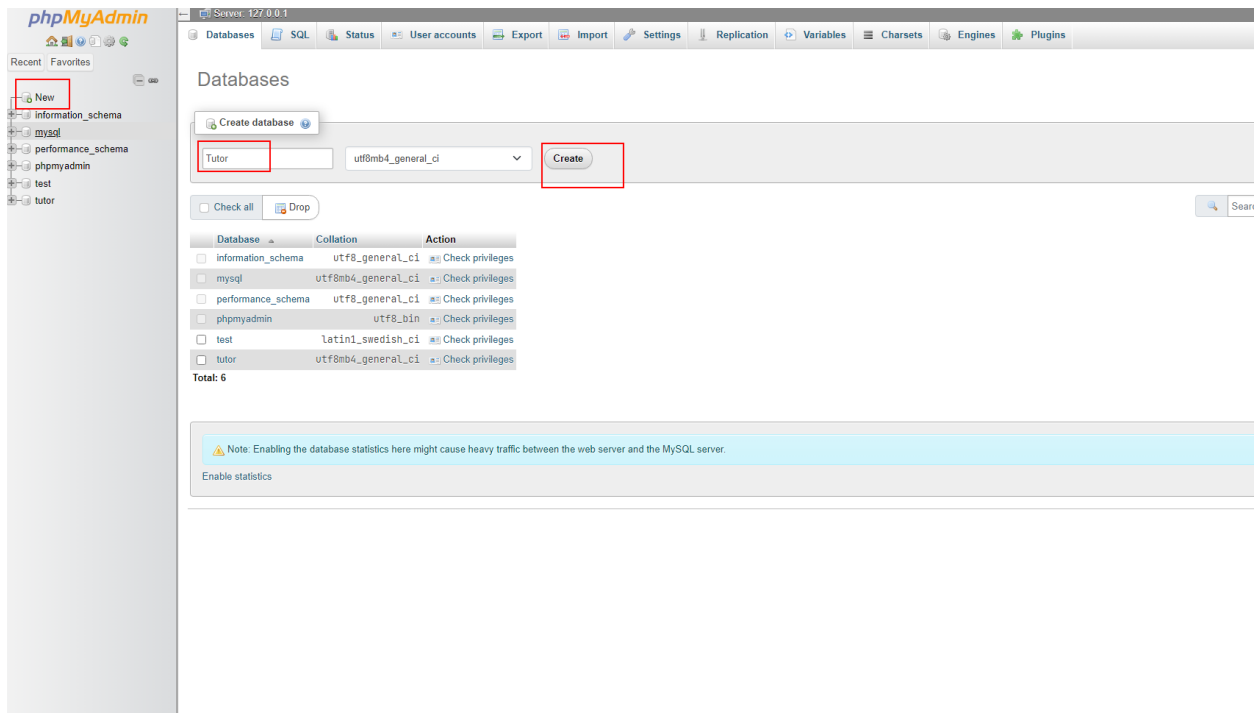 phpMyAdmin
Recent Favorites
New
information_schema
mysql
performance_schema
phpmyadmin
test
tutor
Server: 127.0.0.1
Databases SQL Status User accounts Export Import Settings Replication Variables Charsets Engines Plugins
Databases
Create database
Tutor utf8mb4_general_ci Create
Check all Drop
Sear
Database Collation Action
information_schema utf8_general_ci Check privileges
mysql utf8mb4_general_ci Check privileges
performance_schema utf8_general_ci Check privileges
phpmyadmin utf8_bin Check privileges
test latin1_swedish_ci Check privileges
tutor utf8mb4_general_ci Check privileges
Total: 6
Note: Enabling the database statistics here might cause heavy traffic between the web server and the MySQL server.
Enable statistics